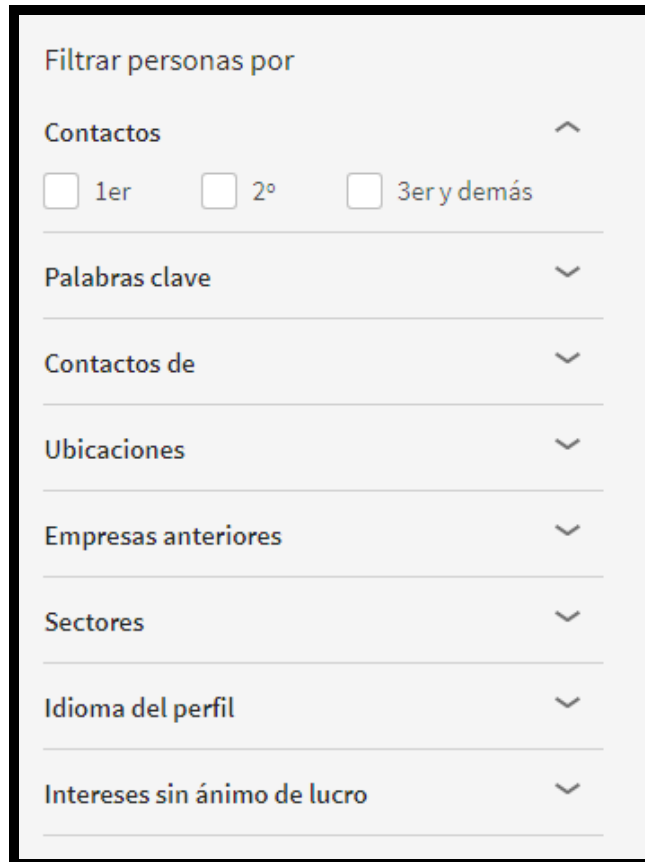 Filtrar personas por
Contactos
1er 2º 3er y demás
Palabras clave
Contactos de
Ubicaciones
Empresas anteriores
Sectores
Idioma del perfil
Intereses sin ánimo de lucro